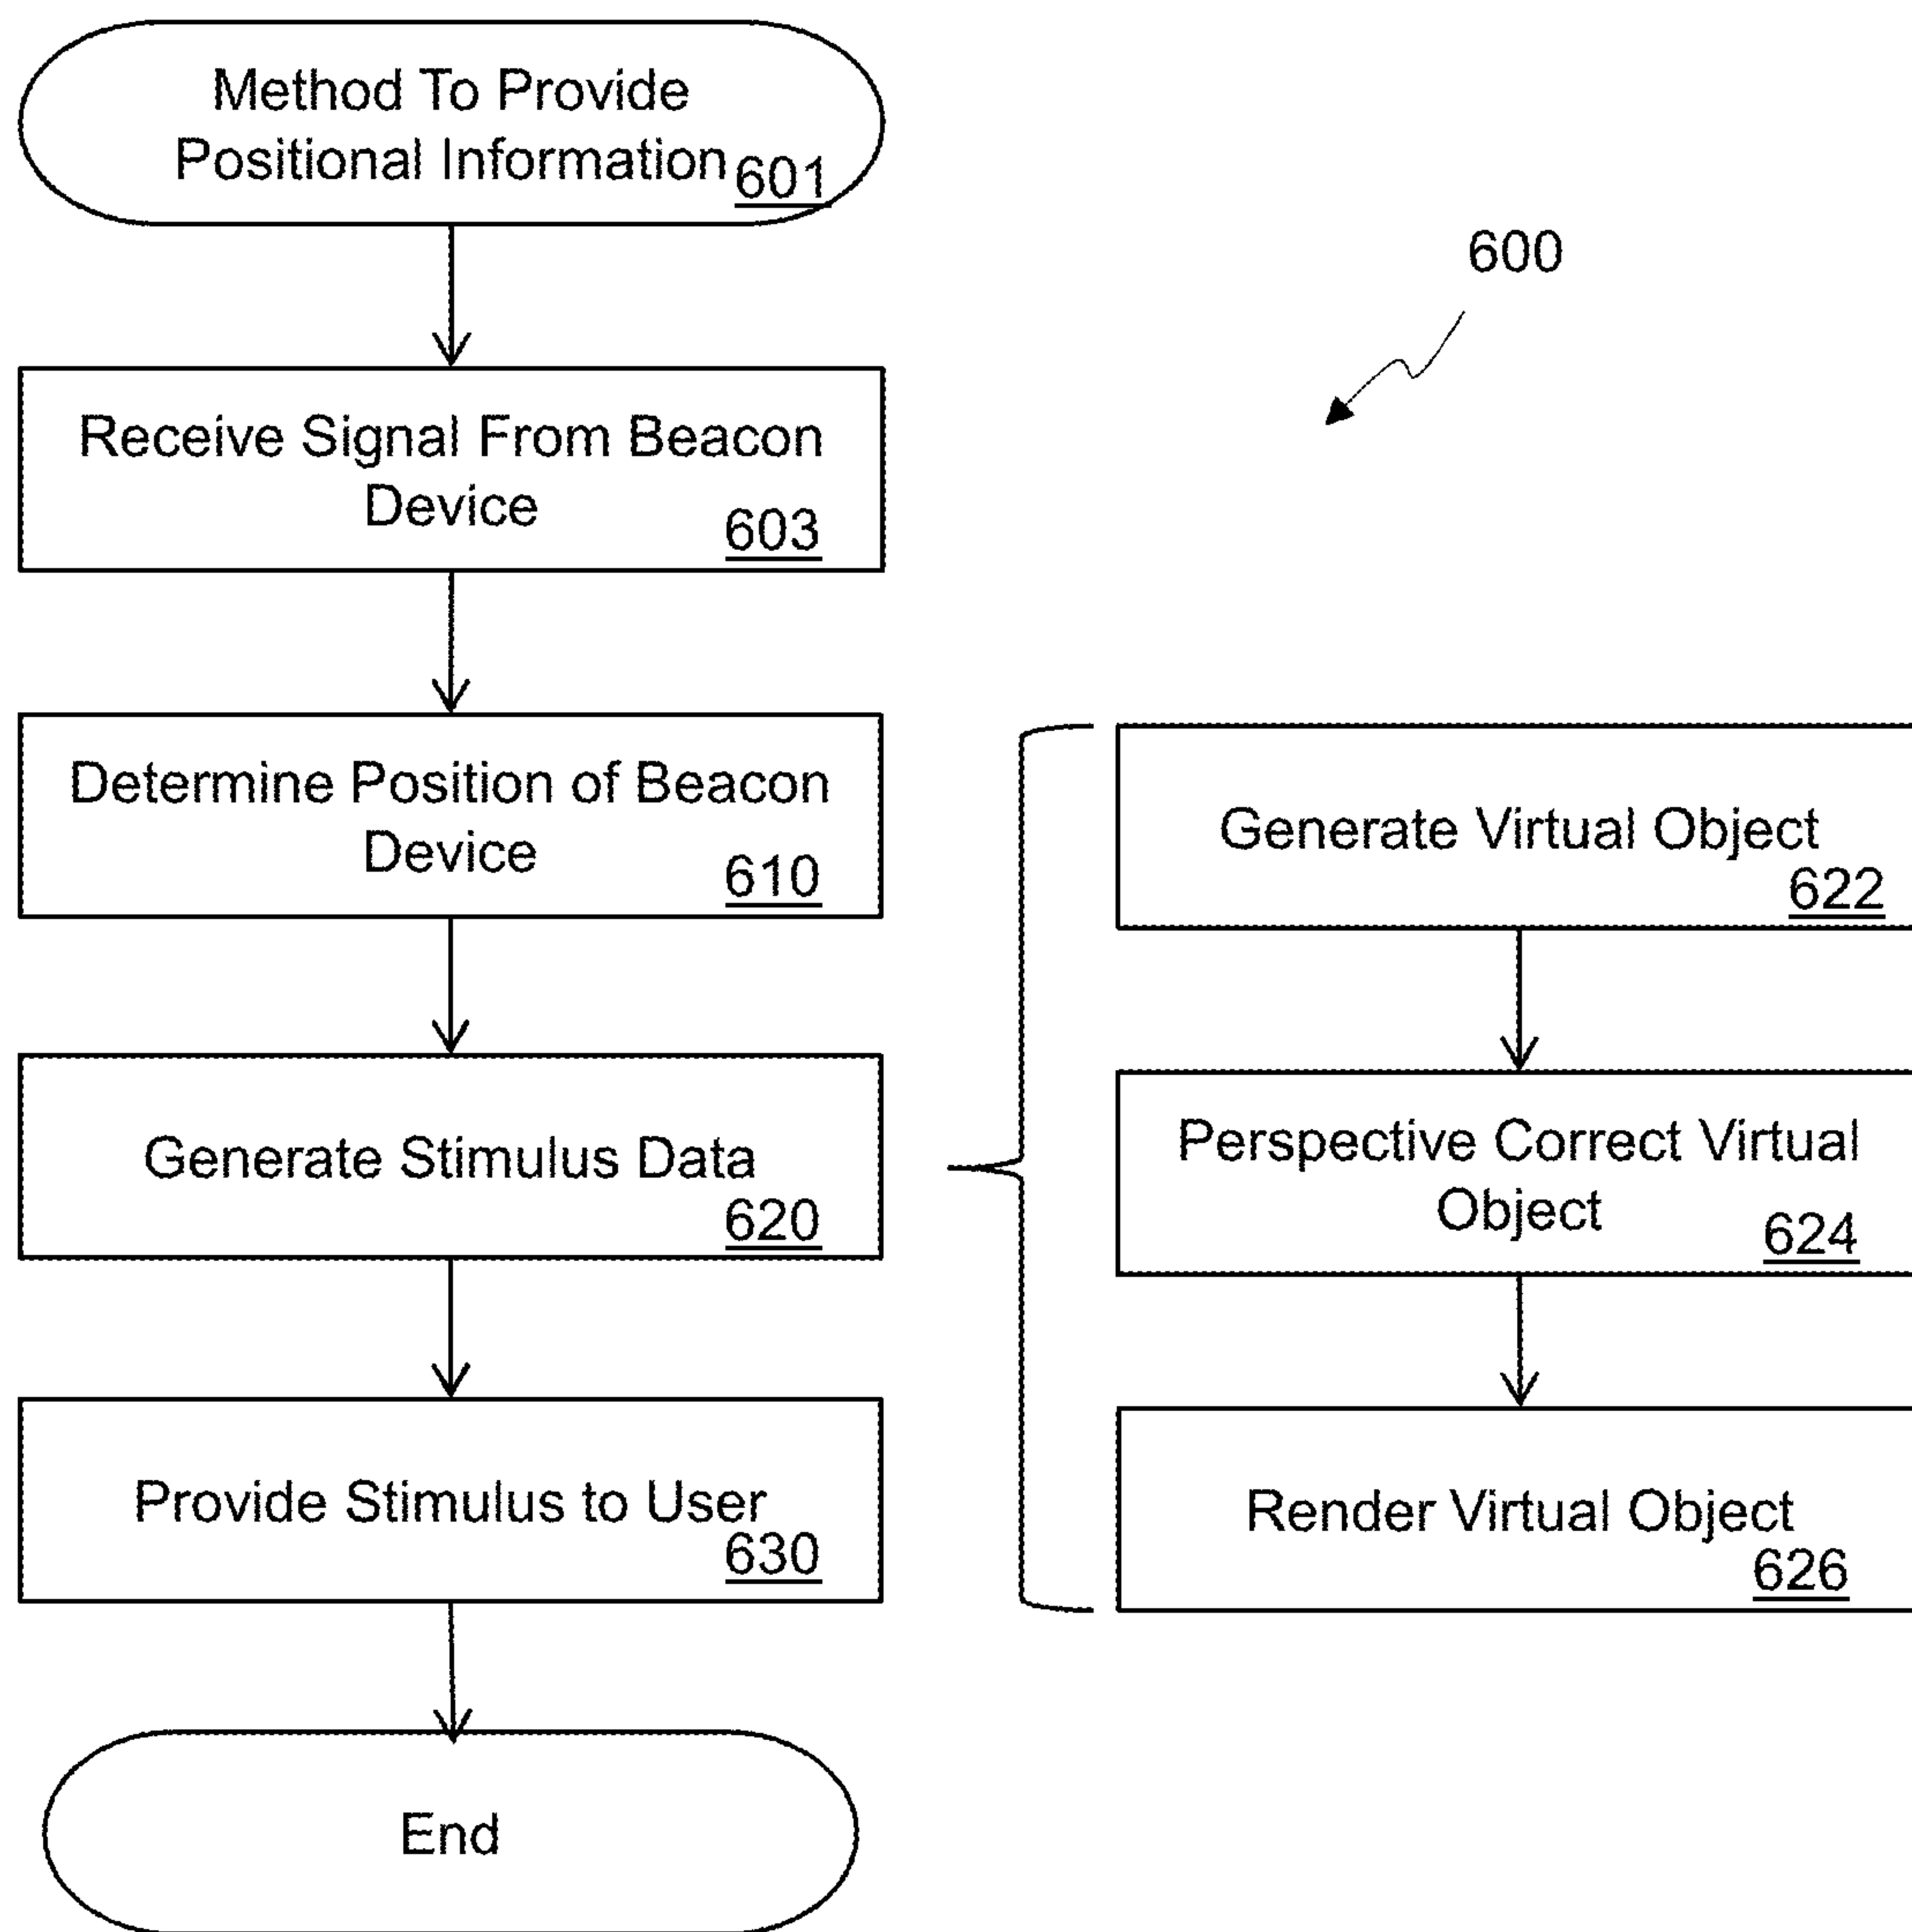 Method To Provide
Positional Information 601
600
Receive Signal From Beacon
Device 603
Determine Position of Beacon
Device 610
Generate Stimulus Data
620
Provide Stimulus to User
630
End
Generate Virtual Object
622
Perspective Correct Virtual
Object 624
Render Virtual Object
626